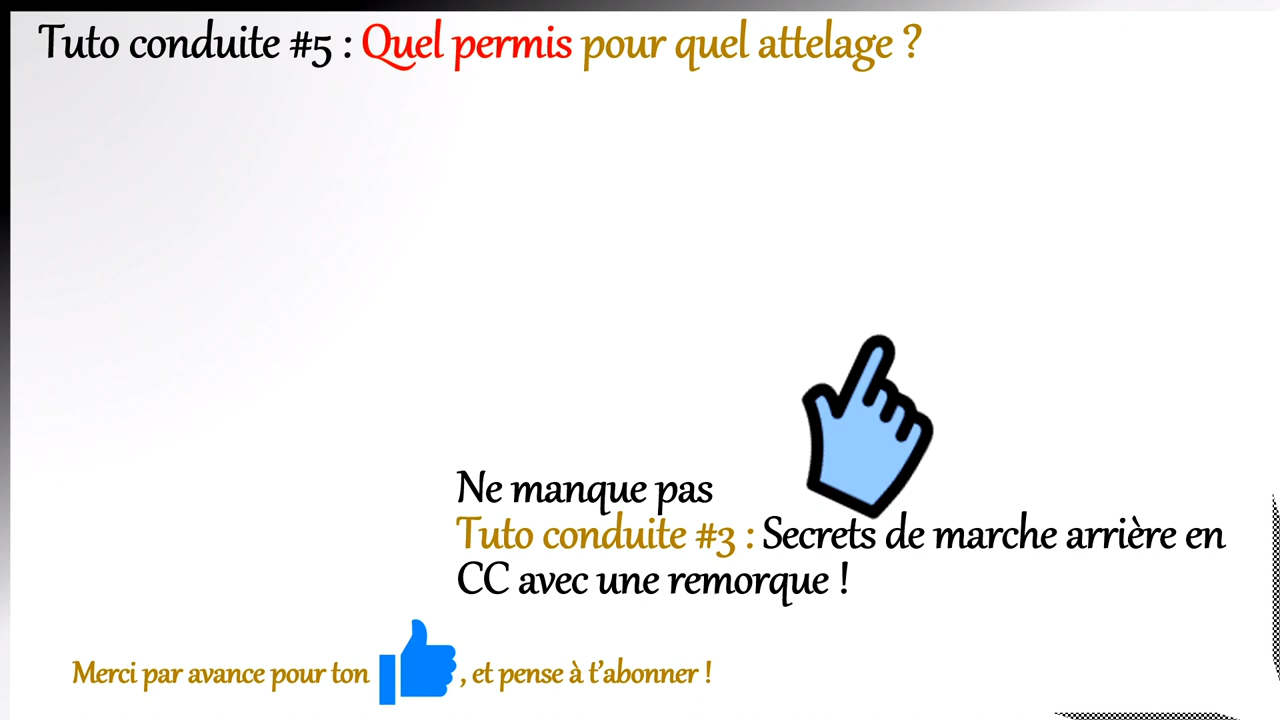 Tuto conduite #5 : Quel permis pour quel attelage ?
Ne manque pas
Tuto conduite #3 : Secrets de marche arrière en
CC avec une remorque !
Merci par avance pour ton , et pense à t’abonner !